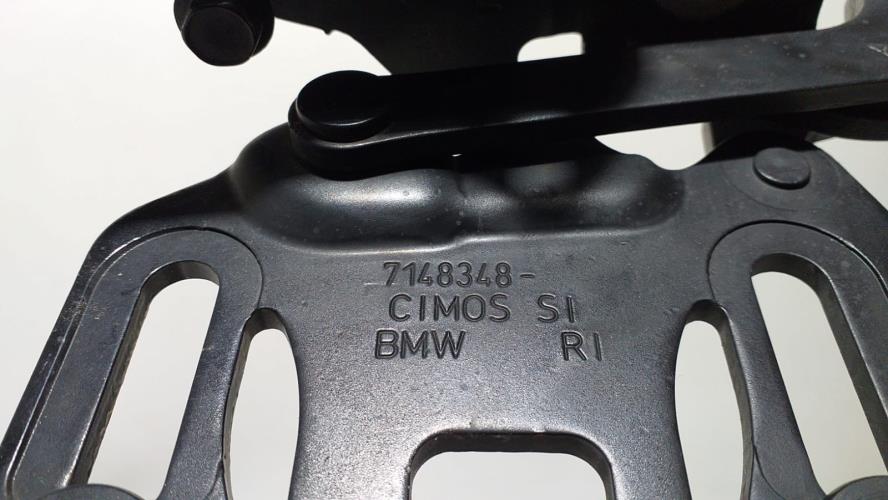 7148348-
CIMOS SI
BMW RI